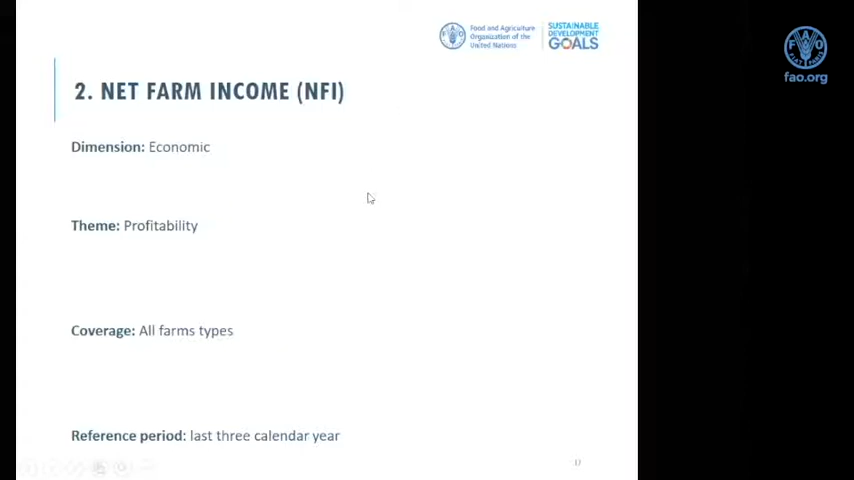 Food and Agriculture
Organization of the
United Nations
SUSTAINABLE
DEVELOPMENT
GOALS
fao.org
2. NET FARM INCOME (NFI)
Dimension: Economic
Theme: Profitability
Coverage: All farms types
Reference period: last three calendar year
17